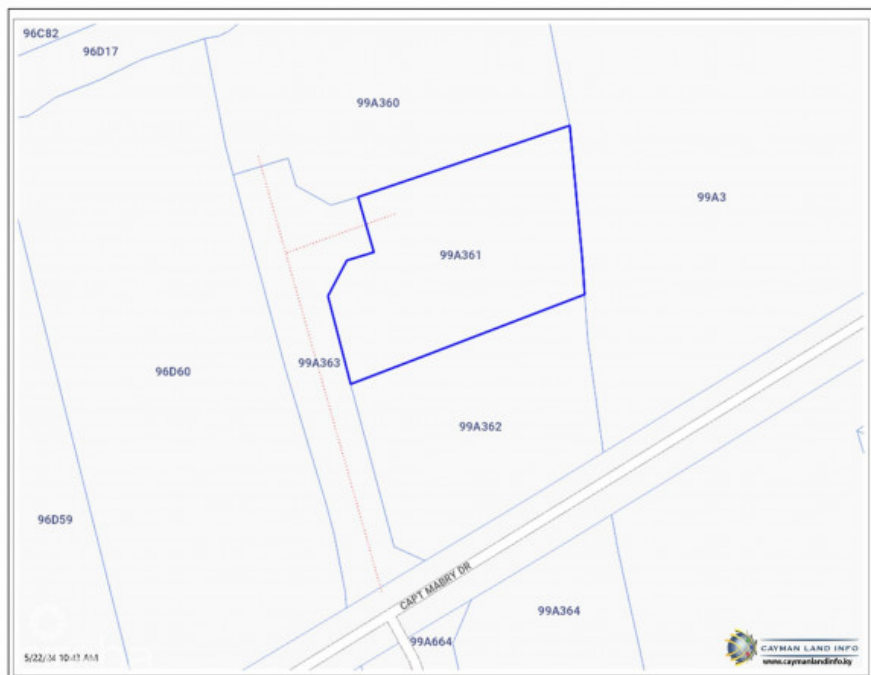 96C82
96D17
99A360
99A3
99A361
99A363
96D60
99A362
96D59
CAPT MABRY DR
99A364
99A664
5/22/24 10:43 AM
CAYMAN LAND INFO
www.caymanlandinfo.ky